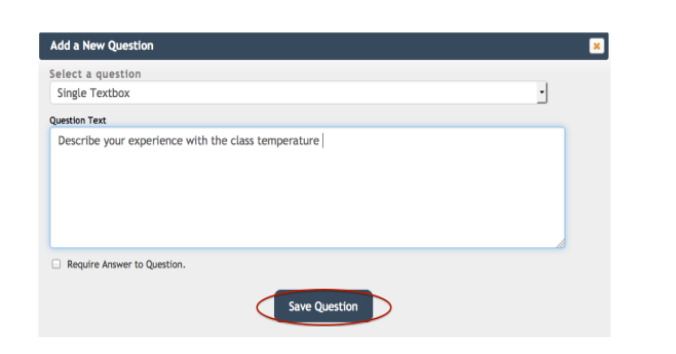 Add a New Question
Select a question
Single Textbox
Question Text
Describe your experience with the class temperature
Require Answer to Question.
Save Question